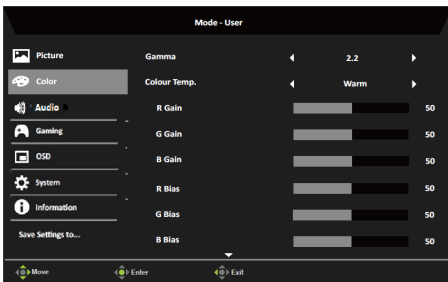 Mode - User
Picture
Gamma 2.2
Color
Colour Temp. Warm
Audio
R Gain 50
Gaming
G Gain 50
OSD
B Gain 50
System
R Bias 50
Information
G Bias 50
Save Settings to...
B Bias 50
Move Enter Exit